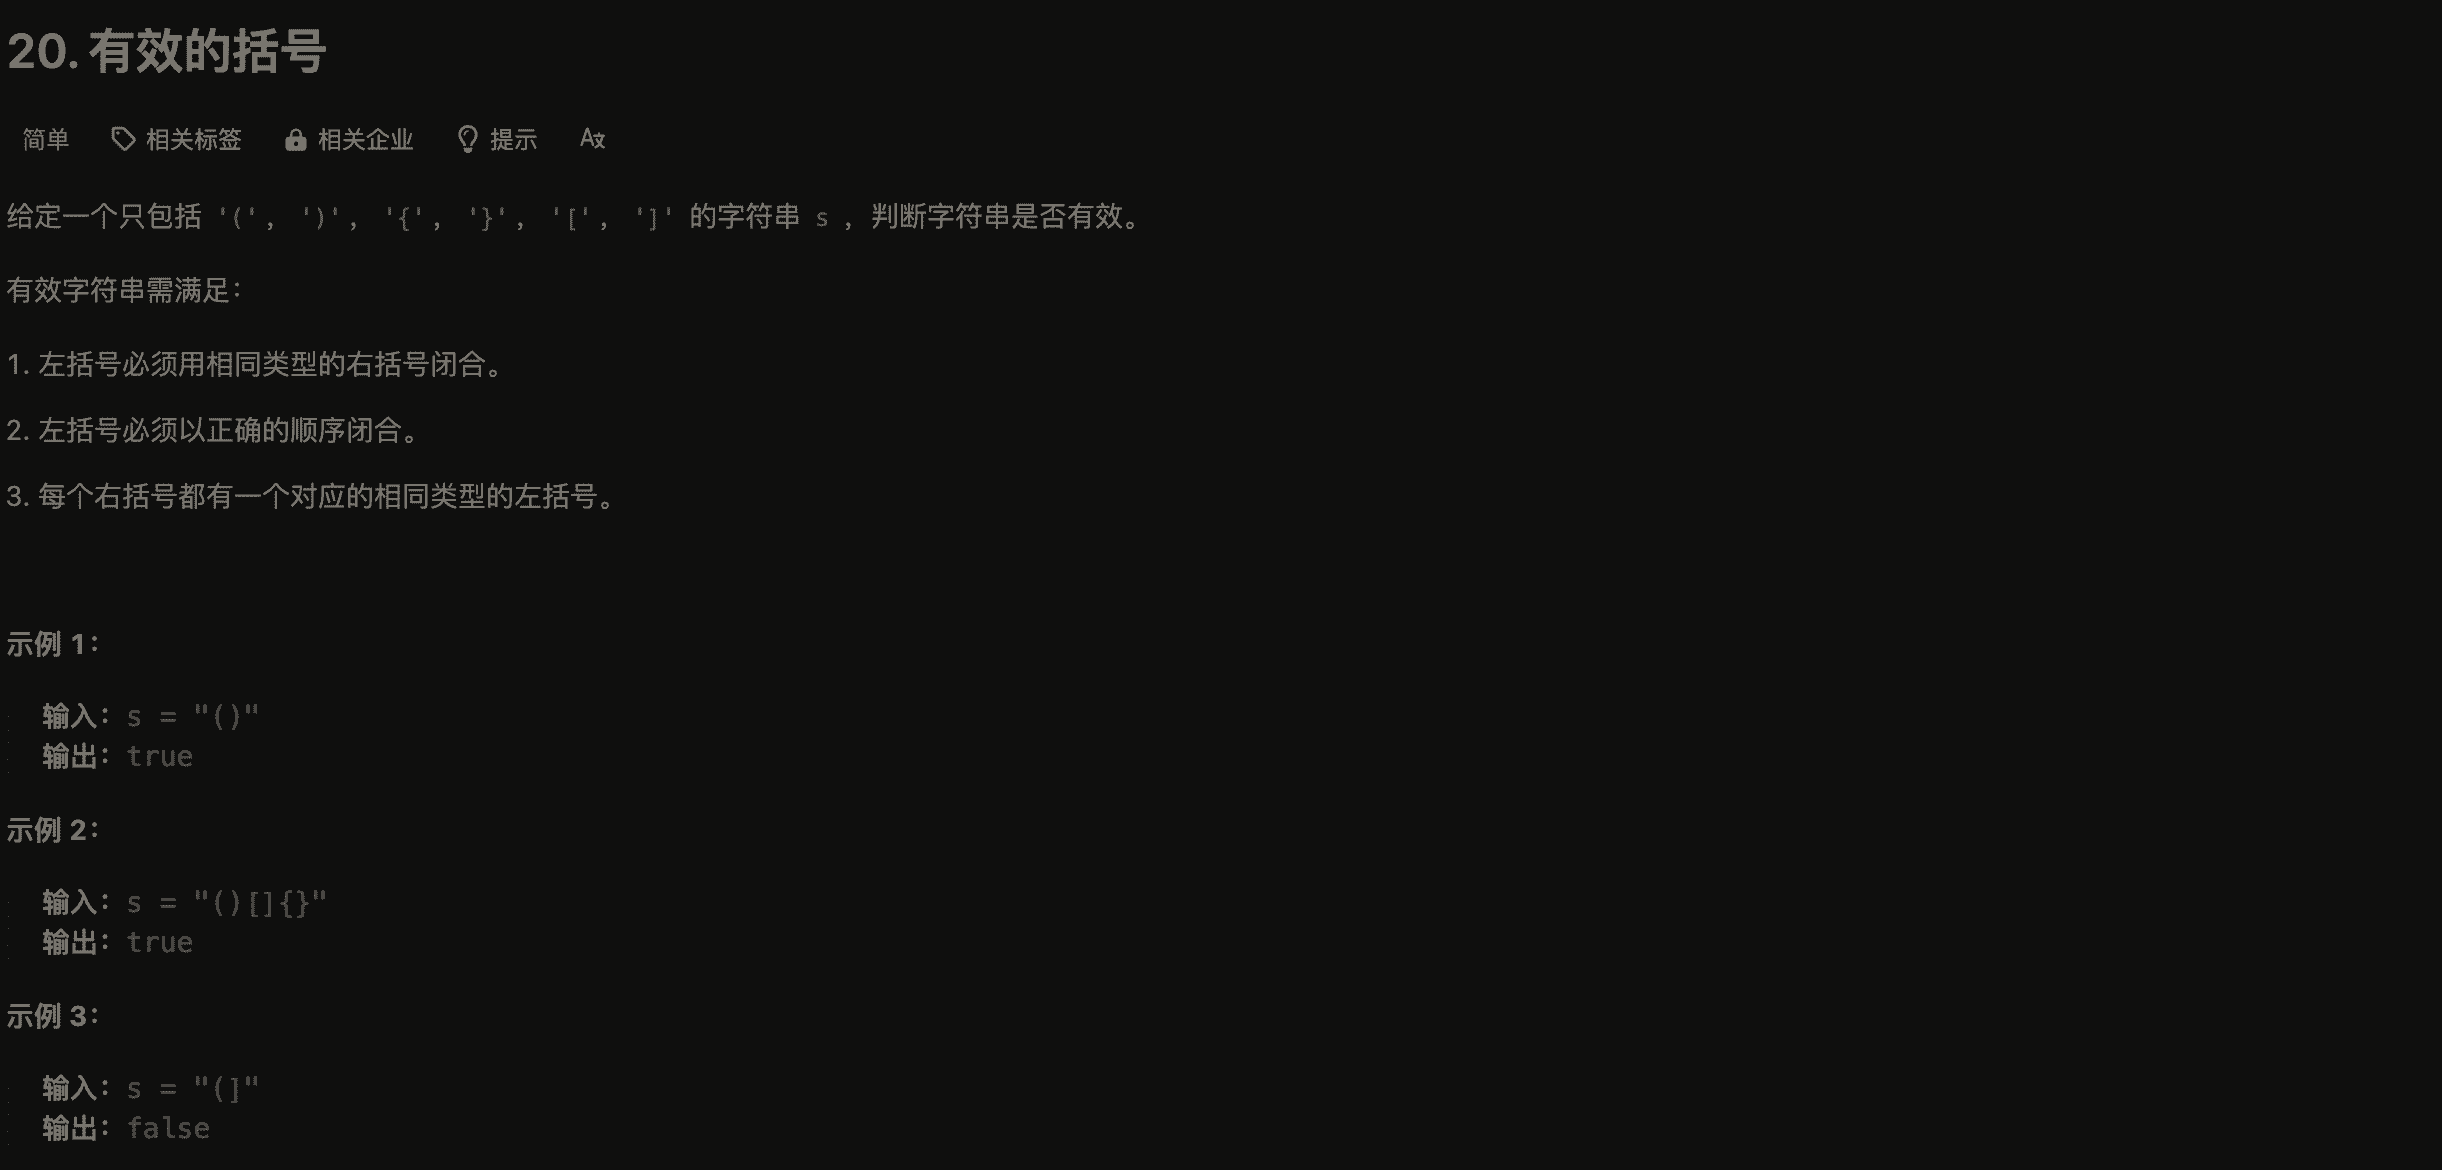 20. 有效的括号
简单 相关标签 相关企业 提示 A文
给定一个只包括 '(', ')', '{', '}', '[', ']' 的字符串 s ，判断字符串是否有效。
有效字符串需满足：
1. 左括号必须用相同类型的右括号闭合。
2. 左括号必须以正确的顺序闭合。
3. 每个右括号都有一个对应的相同类型的左括号。
示例 1：
输入：s = "()"
输出：true
示例 2：
输入：s = "()[]{}"
输出：true
示例 3：
输入：s = "(]"
输出：false